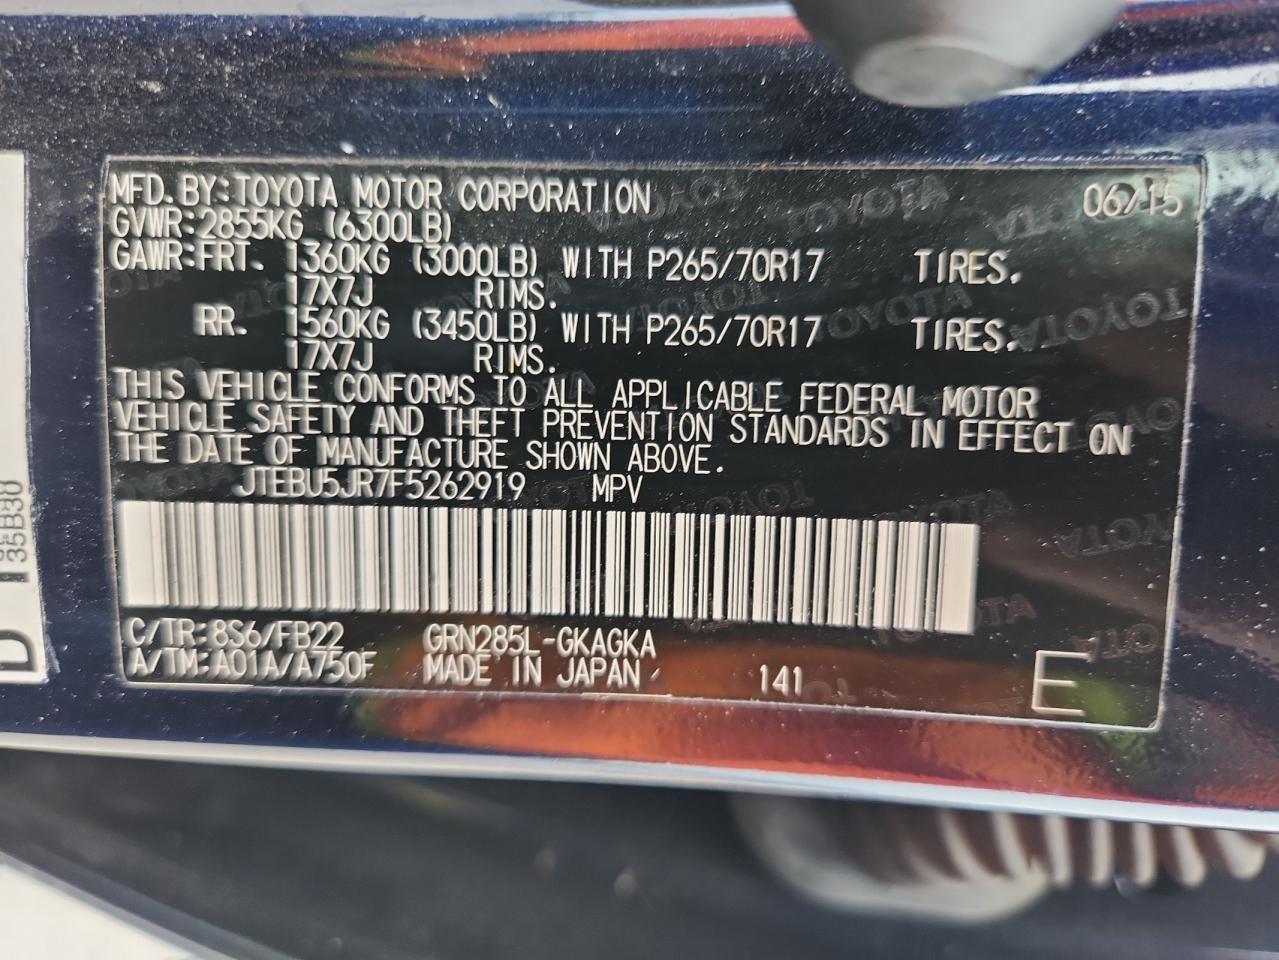 MFD.BY:TOYOTA MOTOR CORPORATION 06/15
GVWR:2855KG (6300LB)
GAWR:FRT. 1360KG (3000LB) WITH P265/70R17 TIRES.
17X7J RIMS.
RR. 1560KG (3450LB) WITH P265/70R17 TIRES.
17X7J RIMS.
THIS VEHICLE CONFORMS TO ALL APPLICABLE FEDERAL MOTOR
VEHICLE SAFETY AND THEFT PREVENTION STANDARDS IN EFFECT ON
THE DATE OF MANUFACTURE SHOWN ABOVE.
JTEBU5JR7F5262919 MPV
C/TR:8S6/FB22 GRN285L-GKAGKA
A/TM:A01A/A750F MADE IN JAPAN 141 E
35B30
D